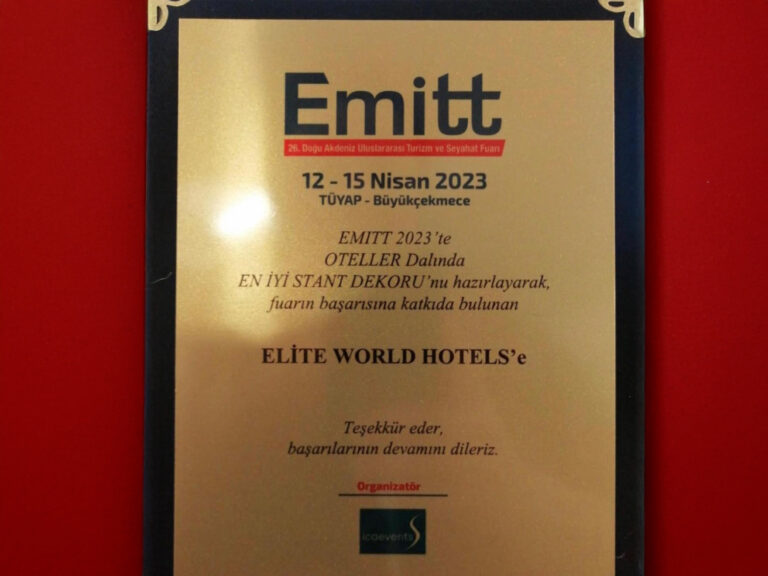 Emitt
26. Doğu Akdeniz Uluslararası Turizm ve Seyahat Fuarı
12 - 15 Nisan 2023
TÜYAP - Büyükçekmece
EMITT 2023'te
OTELLER Dalında
EN İYİ STANT DEKORU'nu hazırlayarak,
fuarın başarısına katkıda bulunan
ELİTE WORLD HOTELS'e
Teşekkür eder,
başarılarının devamını dileriz.
Organizatör
icaevents